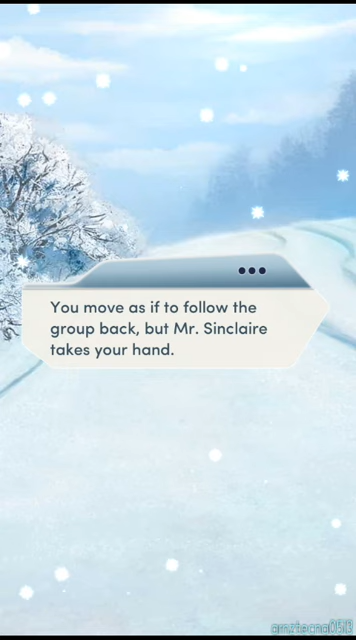 You move as if to follow the
group back, but Mr. Sinclaire
takes your hand.